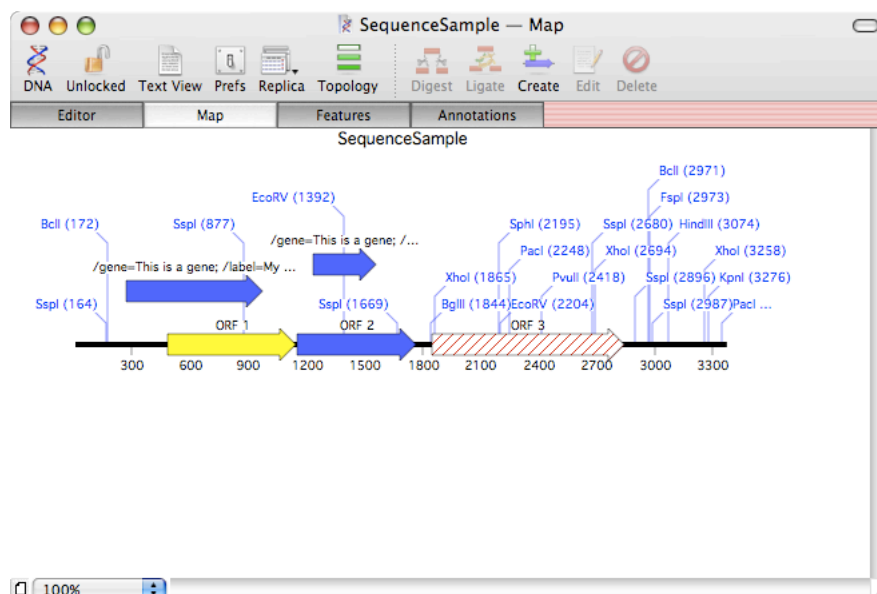 SequenceSample — Map
DNA Unlocked Text View Prefs Replica Topology Digest Ligate Create Edit Delete
Editor Map Features Annotations
SequenceSample
BclI (2971)
EcoRV (1392) FspI (2973)
BclI (172) SspI (877) SphI (2195) SspI (2680) HindIII (3074)
/gene=This is a gene; /...
PacI (2248) XhoI (2694) XhoI (3258)
/gene=This is a gene; /label=My ...
XhoI (1865) PvuII (2418) SspI (2896) KpnI (3276)
SspI (164) SspI (1669) BglII (1844) EcoRV (2204) SspI (2987) PacI ...
ORF 1 ORF 2 ORF 3
300 600 900 1200 1500 1800 2100 2400 2700 3000 3300
100%